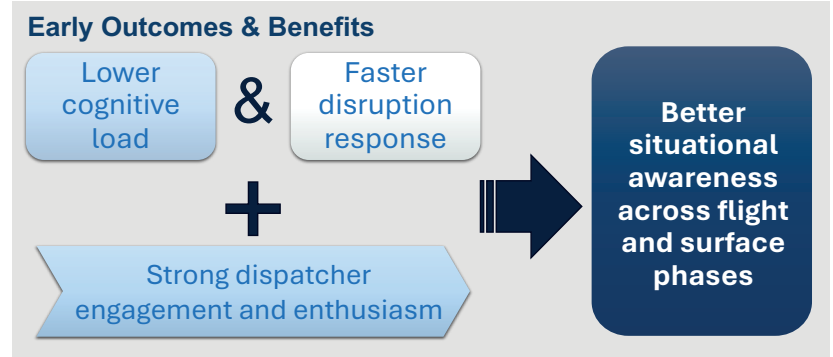 Early Outcomes & Benefits
Lower
cognitive
load
&
Faster
disruption
response
+
Strong dispatcher
engagement and enthusiasm
Better
situational
awareness
across flight
and surface
phases